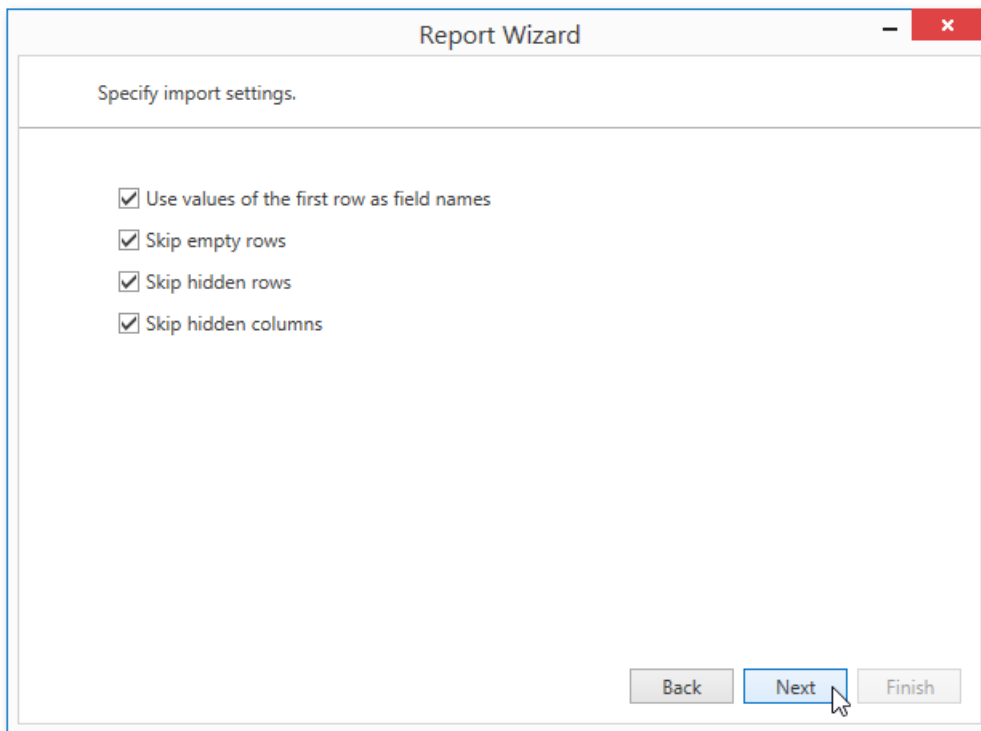 Report Wizard
Specify import settings.
Use values of the first row as field names
Skip empty rows
Skip hidden rows
Skip hidden columns
Back Next Finish